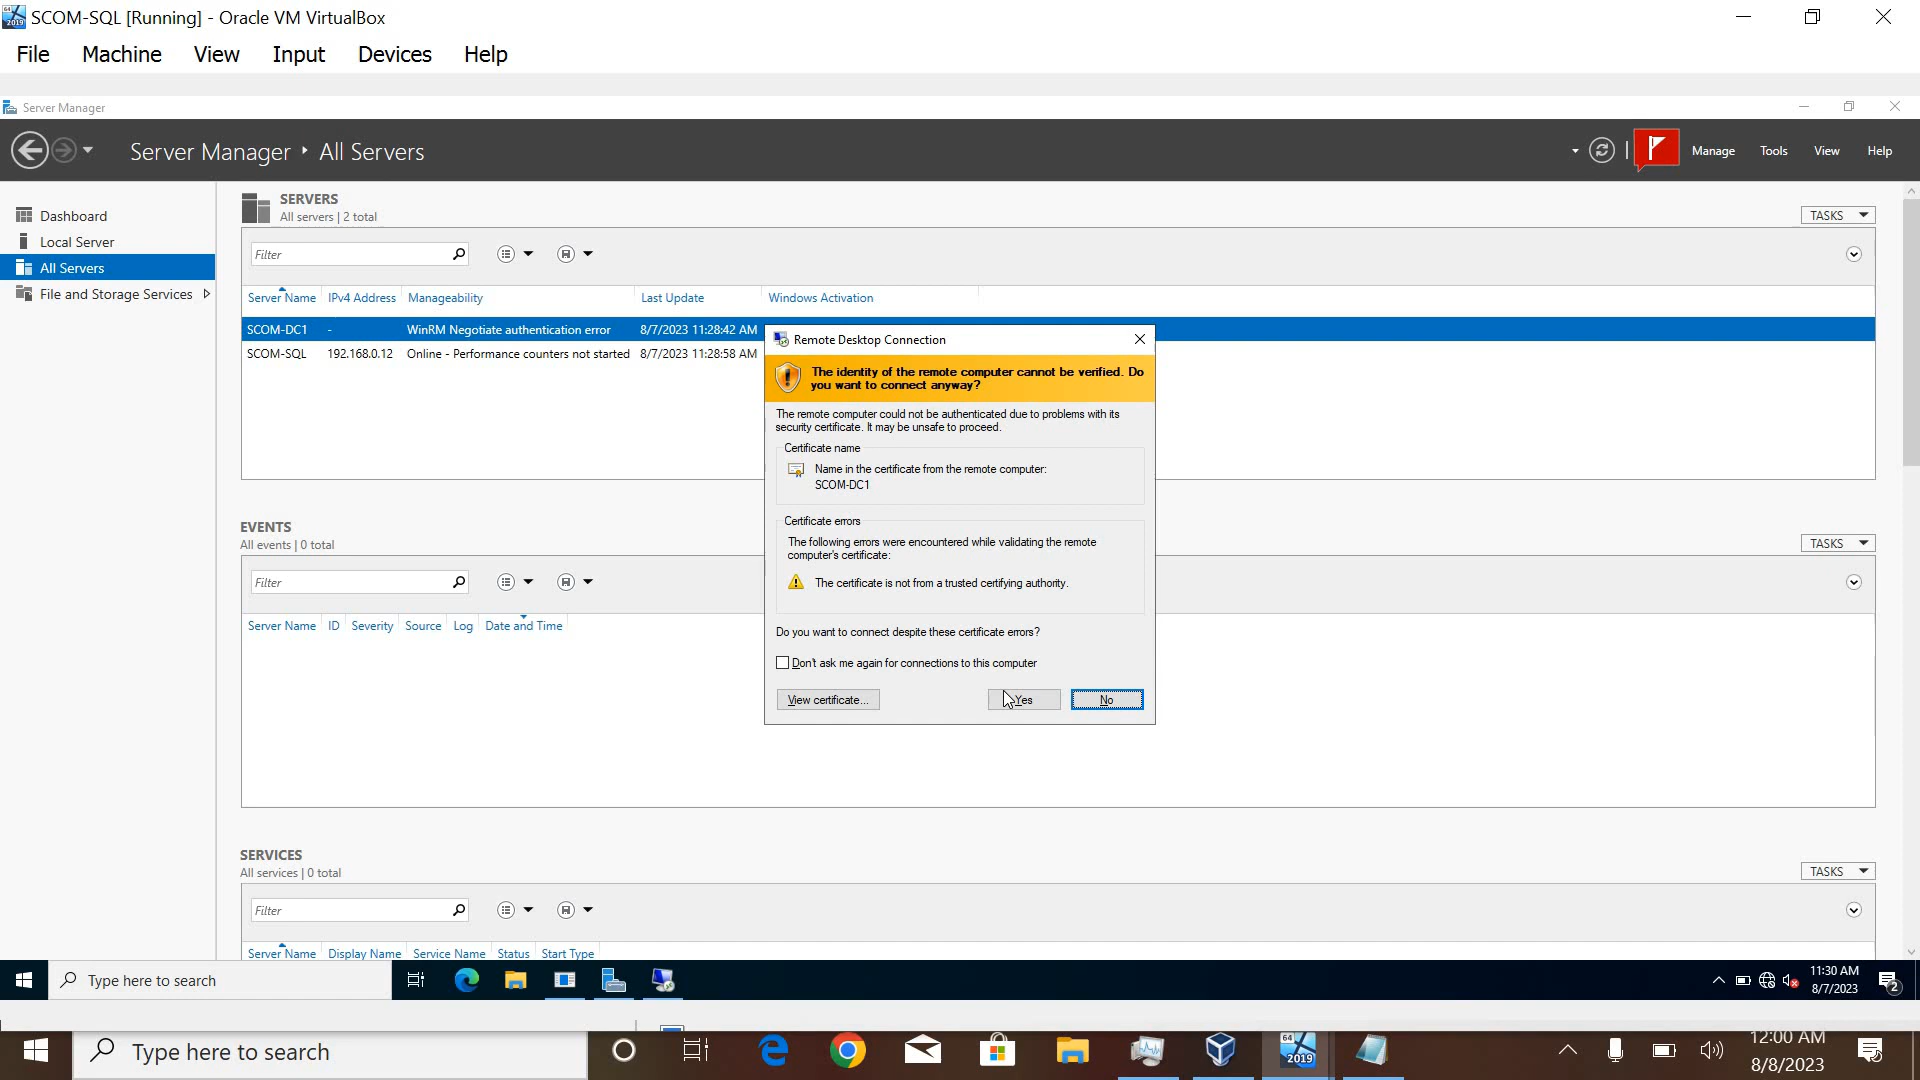 SCOM-SQL [Running] - Oracle VM VirtualBox
File Machine View Input Devices Help
Server Manager
Server Manager All Servers
Manage Tools View Help
Dashboard
Local Server
All Servers
File and Storage Services
SERVERS
All servers | 2 total
TASKS
Filter
Server Name IPv4 Address Manageability Last Update Windows Activation
SCOM-DC1 - WinRM Negotiate authentication error 8/7/2023 11:28:42 AM
SCOM-SQL 192.168.0.12 Online - Performance counters not started 8/7/2023 11:28:58 AM
Remote Desktop Connection
The identity of the remote computer cannot be verified. Do
you want to connect anyway?
The remote computer could not be authenticated due to problems with its
security certificate. It may be unsafe to proceed.
Certificate name
Name in the certificate from the remote computer:
SCOM-DC1
Certificate errors
The following errors were encountered while validating the remote
computer's certificate:
The certificate is not from a trusted certifying authority.
Do you want to connect despite these certificate errors?
Don't ask me again for connections to this computer
View certificate... Yes No
EVENTS
All events | 0 total
TASKS
Filter
Server Name ID Severity Source Log Date and Time
SERVICES
All services | 0 total
TASKS
Filter
Server Name Display Name Service Name Status Start Type
Type here to search
11:30 AM
8/7/2023
2
Type here to search
64
2019
12:00 AM
8/8/2023